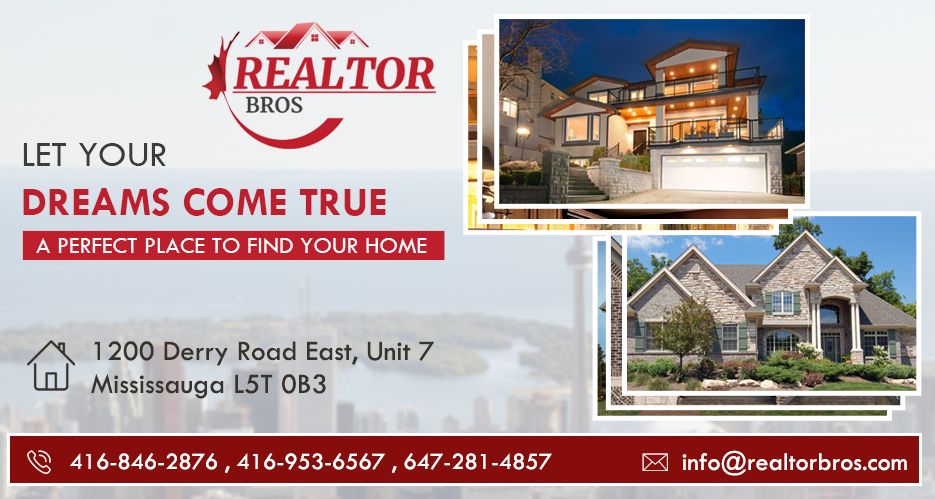 REALTOR
BROS
LET YOUR
DREAMS COME TRUE
A PERFECT PLACE TO FIND YOUR HOME
1200 Derry Road East, Unit 7
Mississauga L5T 0B3
416-846-2876 , 416-953-6567 , 647-281-4857
info@realtorbros.com